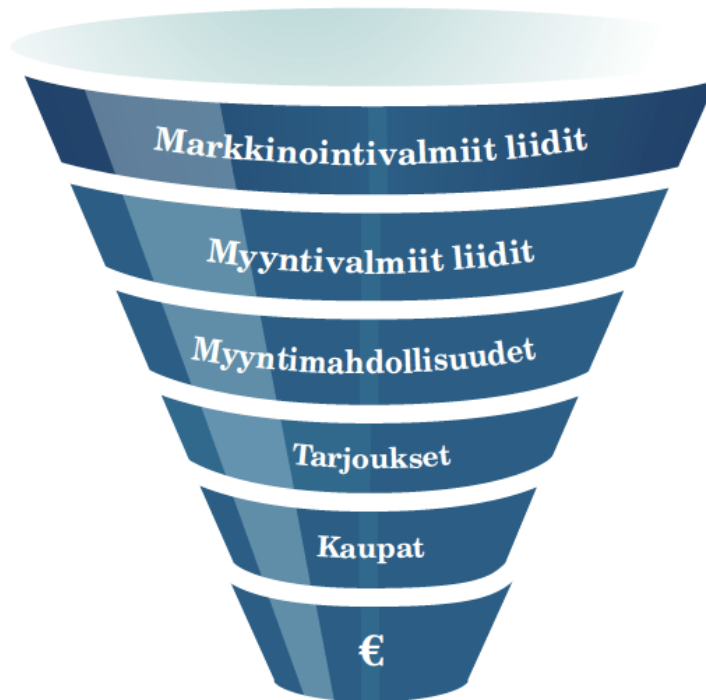 Markkinointivalmiit liidit
Myyntivalmiit liidit
Myyntimahdollisuudet
Tarjoukset
Kaupat
€